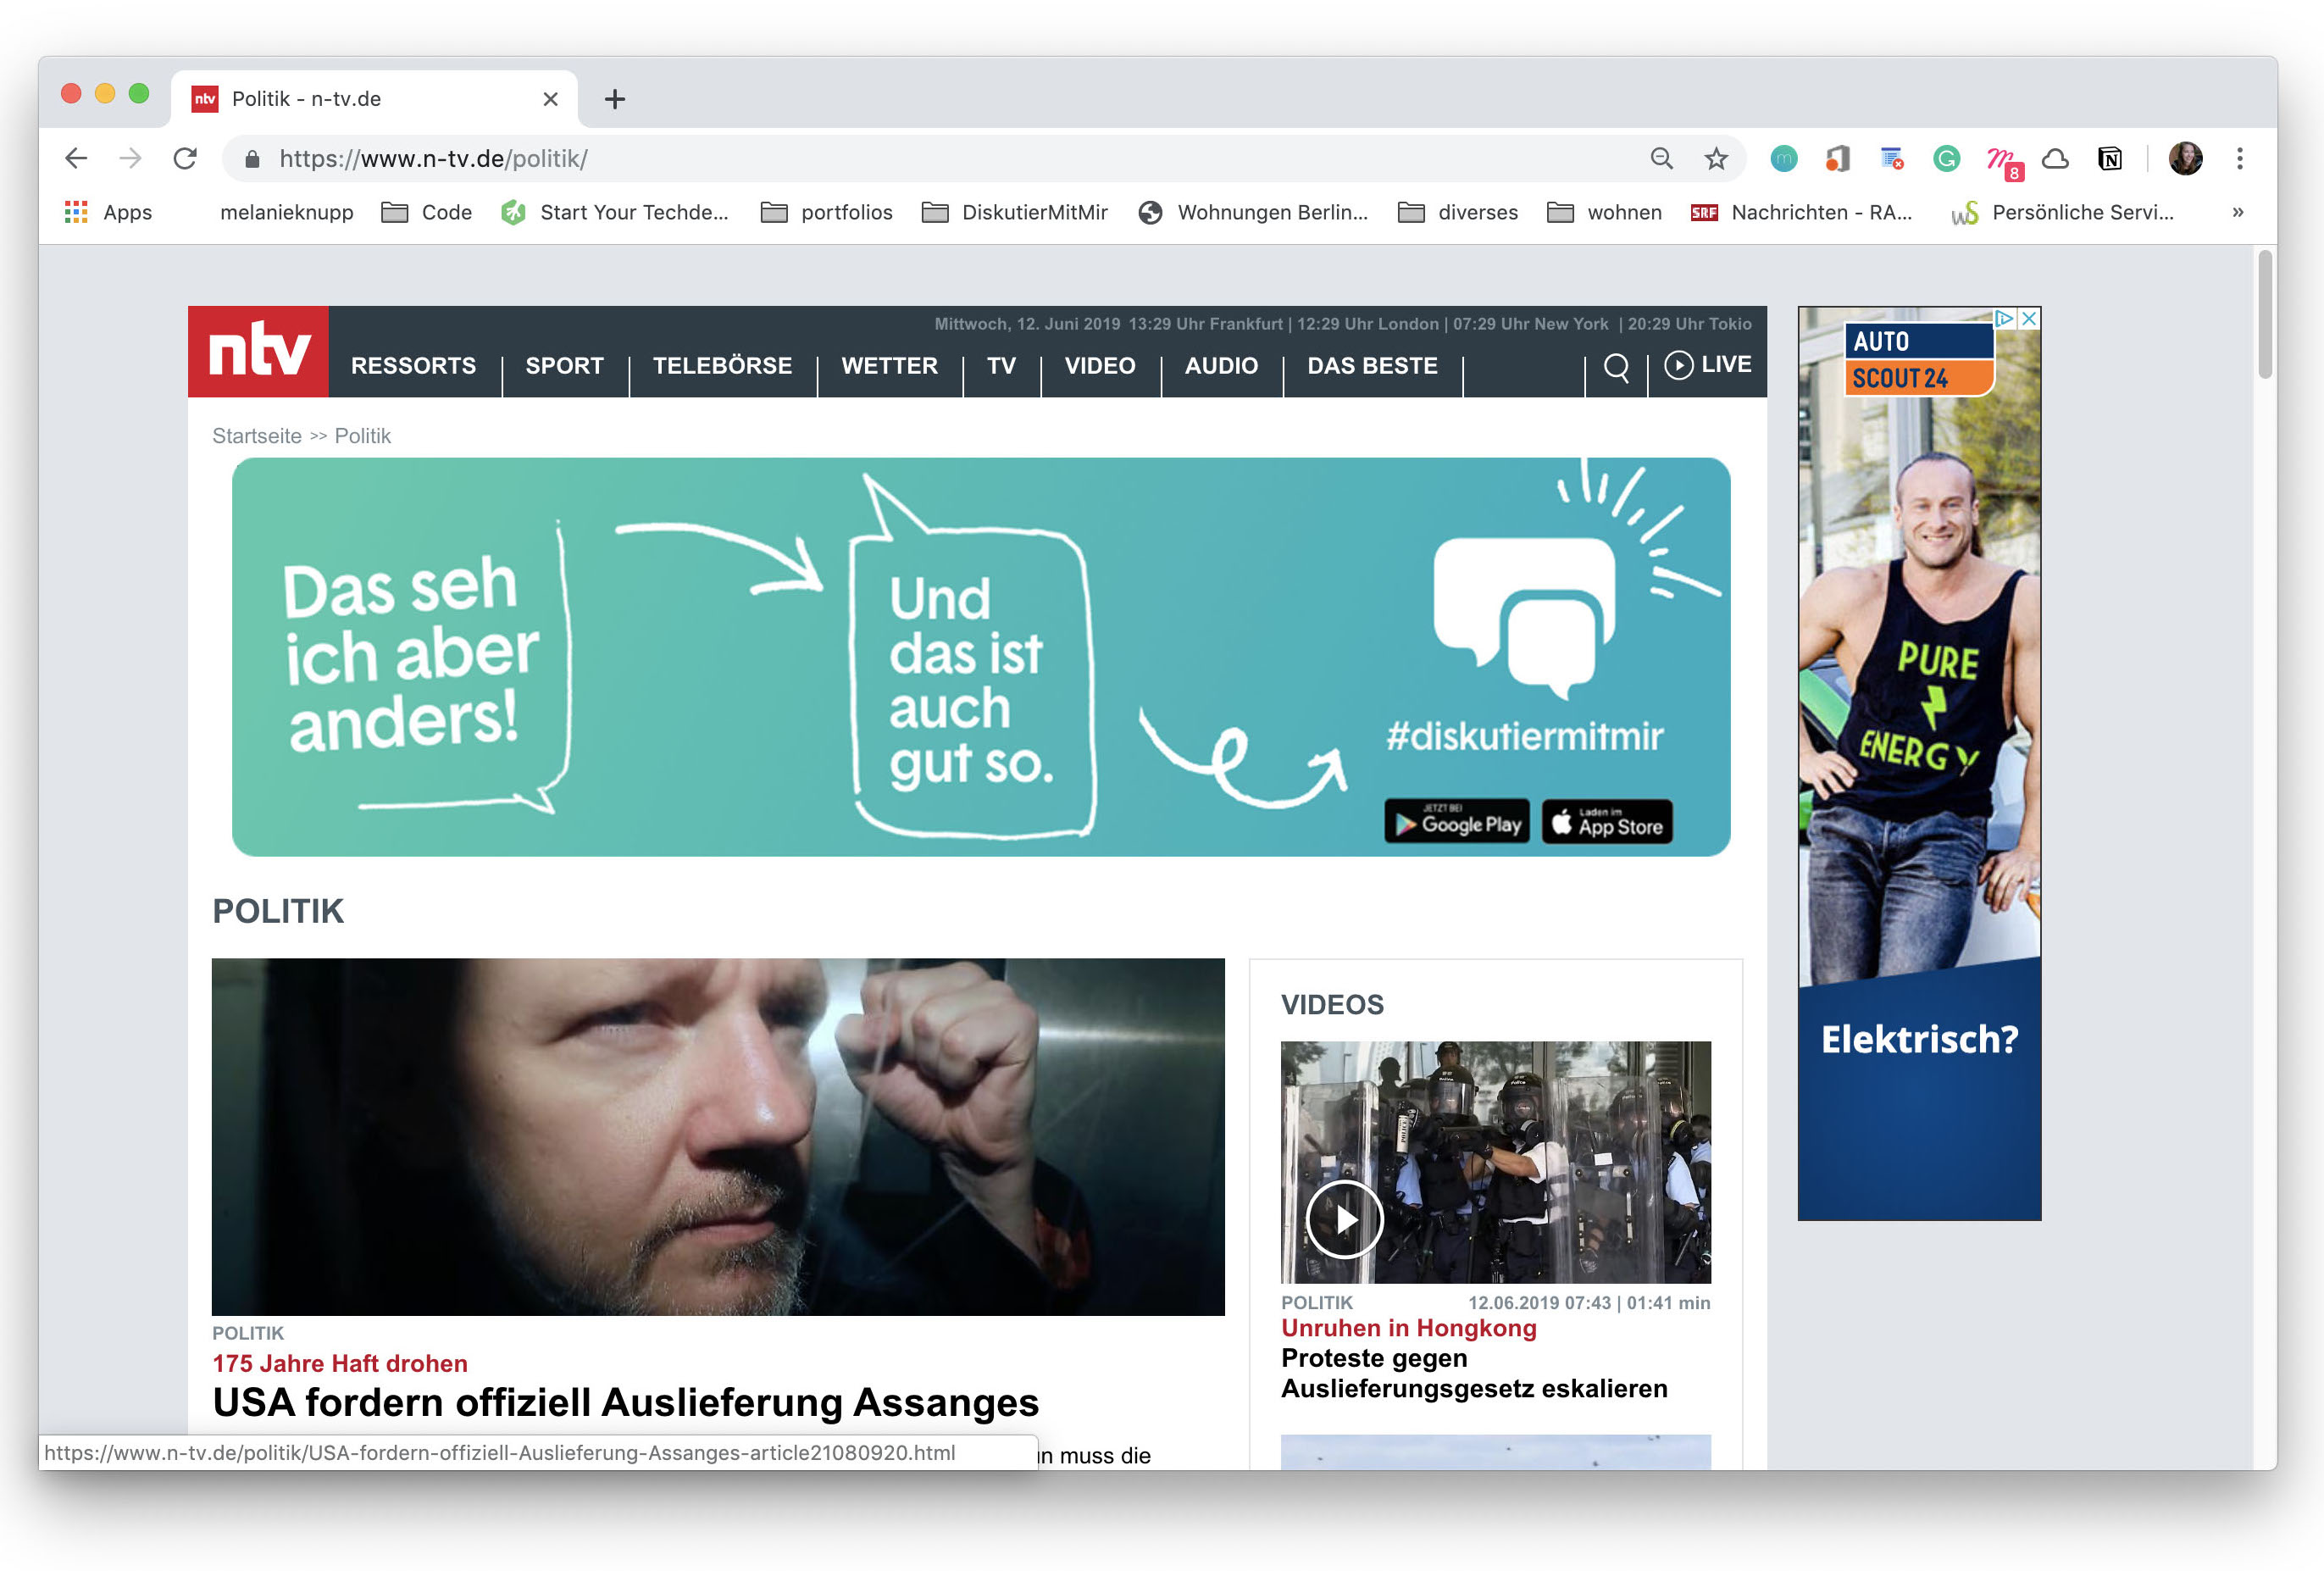 ntv Politik - n-tv.de
https://www.n-tv.de/politik/
m G 8 N
Apps melanieknupp Code Start Your Techde... portfolios DiskutierMitMir Wohnungen Berlin... diverses wohnen SRF Nachrichten - RA... wS Persönliche Servi... »
Mittwoch, 12. Juni 2019 13:29 Uhr Frankfurt | 12:29 Uhr London | 07:29 Uhr New York | 20:29 Uhr Tokio
ntv RESSORTS SPORT TELEBÖRSE WETTER TV VIDEO AUDIO DAS BESTE LIVE
Startseite >> Politik
Das seh
ich aber
anders!
Und
das ist
auch
gut so.
#diskutiermitmir
JETZT BEI
Google Play
Laden im
App Store
AUTO
SCOUT 24
PURE
ENERGY
Elektrisch?
POLITIK
POLITIK
175 Jahre Haft drohen
USA fordern offiziell Auslieferung Assanges
n muss die
https://www.n-tv.de/politik/USA-fordern-offiziell-Auslieferung-Assanges-article21080920.html
VIDEOS
POLICE
POLITIK 12.06.2019 07:43 | 01:41 min
Unruhen in Hongkong
Proteste gegen
Auslieferungsgesetz eskalieren